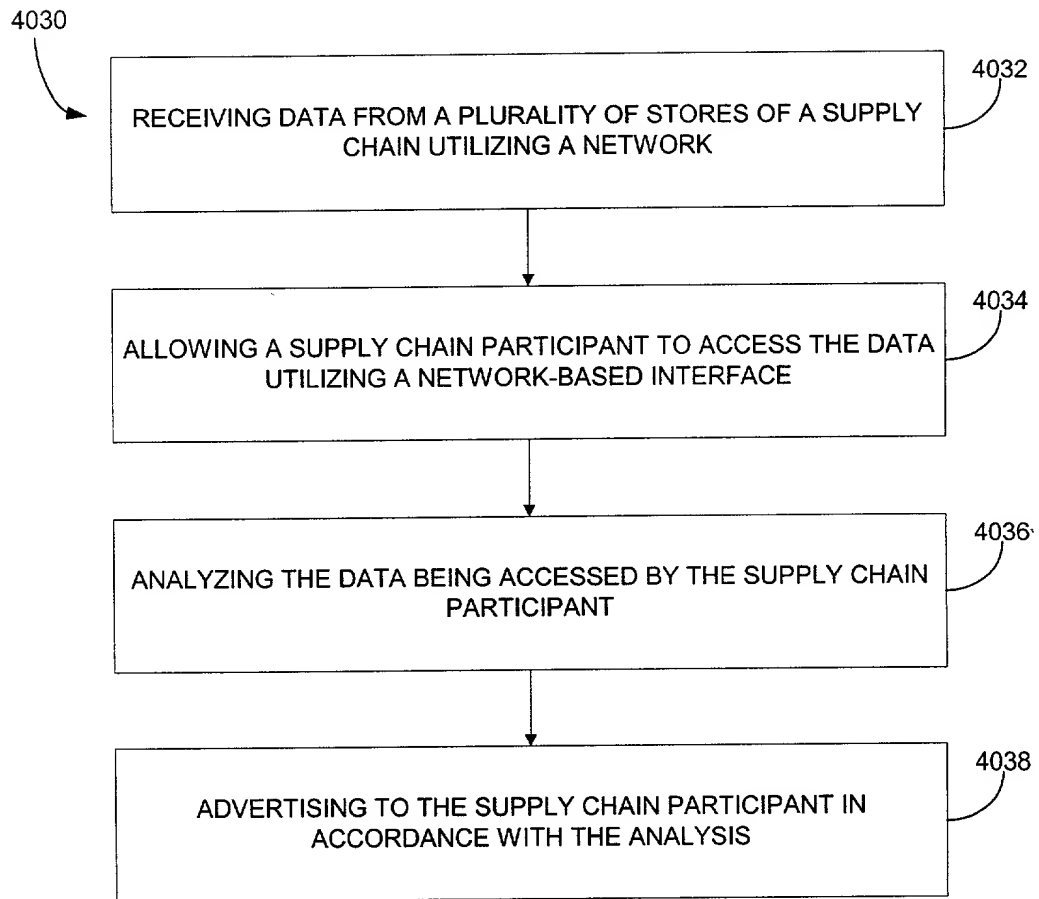 4030
4032
RECEIVING DATA FROM A PLURALITY OF STORES OF A SUPPLY
CHAIN UTILIZING A NETWORK
4034
ALLOWING A SUPPLY CHAIN PARTICIPANT TO ACCESS THE DATA
UTILIZING A NETWORK-BASED INTERFACE
4036
ANALYZING THE DATA BEING ACCESSED BY THE SUPPLY CHAIN
PARTICIPANT
4038
ADVERTISING TO THE SUPPLY CHAIN PARTICIPANT IN
ACCORDANCE WITH THE ANALYSIS